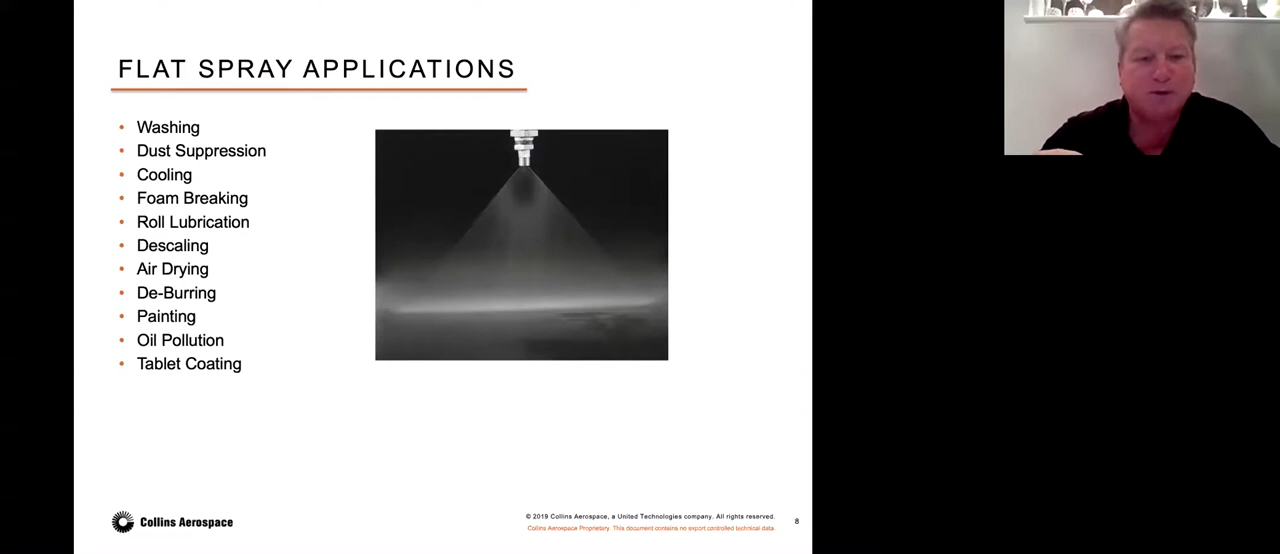 FLAT SPRAY APPLICATIONS
• Washing
• Dust Suppression
• Cooling
• Foam Breaking
• Roll Lubrication
• Descaling
• Air Drying
• De-Burring
• Painting
• Oil Pollution
• Tablet Coating
Collins Aerospace
© 2019 Collins Aerospace, a United Technologies company. All rights reserved.
Collins Aerospace Proprietary. This document contains no export controlled technical data.
8